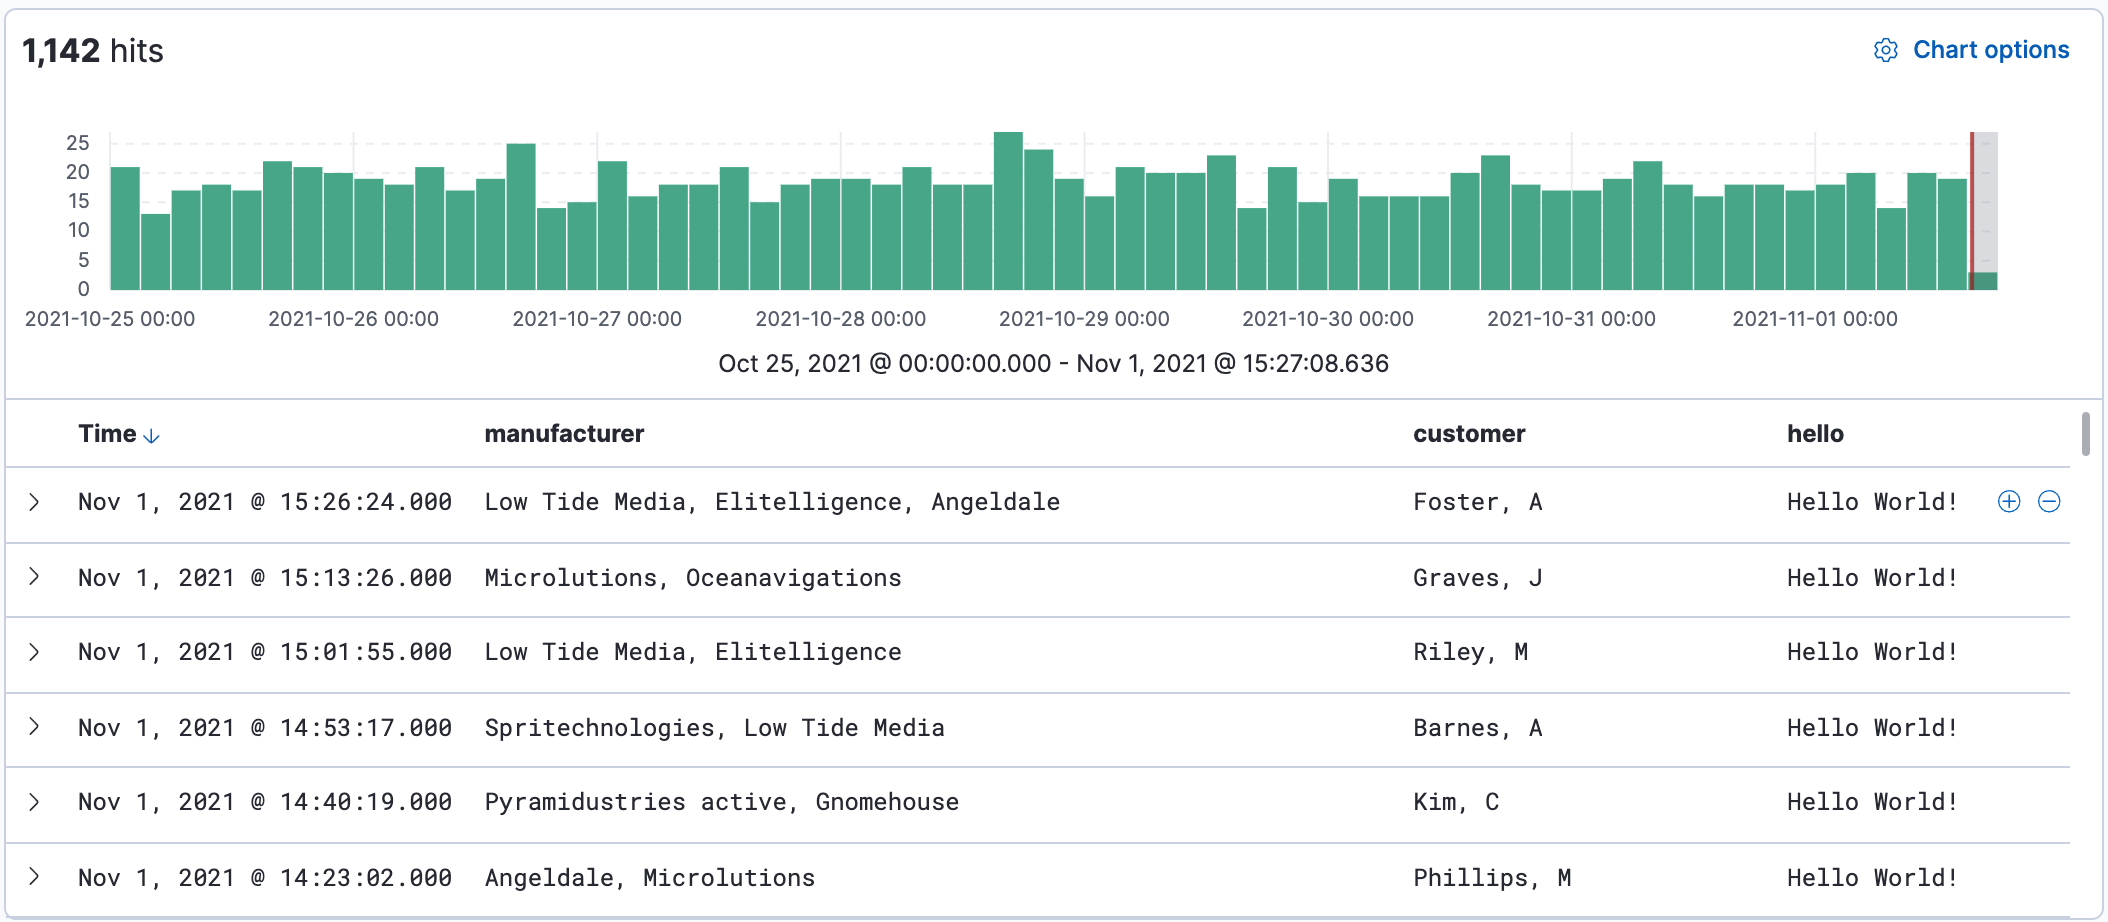 1,142 hits
Chart options
25
20
15
10
5
0
2021-10-25 00:00 2021-10-26 00:00 2021-10-27 00:00 2021-10-28 00:00 2021-10-29 00:00 2021-10-30 00:00 2021-10-31 00:00 2021-11-01 00:00
Oct 25, 2021 @ 00:00:00.000 - Nov 1, 2021 @ 15:27:08.636
Time manufacturer customer hello
Nov 1, 2021 @ 15:26:24.000 Low Tide Media, Elitelligence, Angeldale Foster, A Hello World!
Nov 1, 2021 @ 15:13:26.000 Microlutions, Oceanavigations Graves, J Hello World!
Nov 1, 2021 @ 15:01:55.000 Low Tide Media, Elitelligence Riley, M Hello World!
Nov 1, 2021 @ 14:53:17.000 Spritechnologies, Low Tide Media Barnes, A Hello World!
Nov 1, 2021 @ 14:40:19.000 Pyramidustries active, Gnomehouse Kim, C Hello World!
Nov 1, 2021 @ 14:23:02.000 Angeldale, Microlutions Phillips, M Hello World!